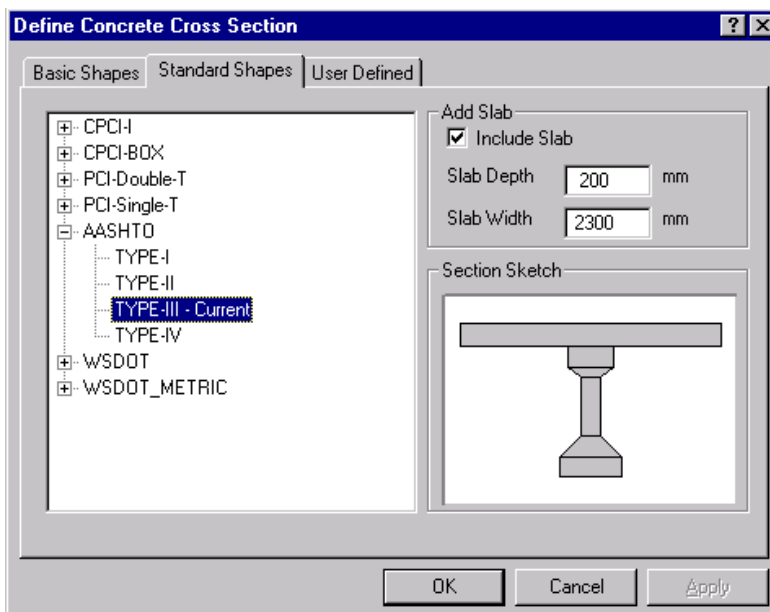 Define Concrete Cross Section
Basic Shapes Standard Shapes User Defined
CPCI-I
CPCI-BOX
PCI-Double-T
PCI-Single-T
AASHTO
TYPE-I
TYPE-II
TYPE-III - Current
TYPE-IV
WSDOT
WSDOT_METRIC
Add Slab
Include Slab
Slab Depth 200 mm
Slab Width 2300 mm
Section Sketch
OK Cancel Apply